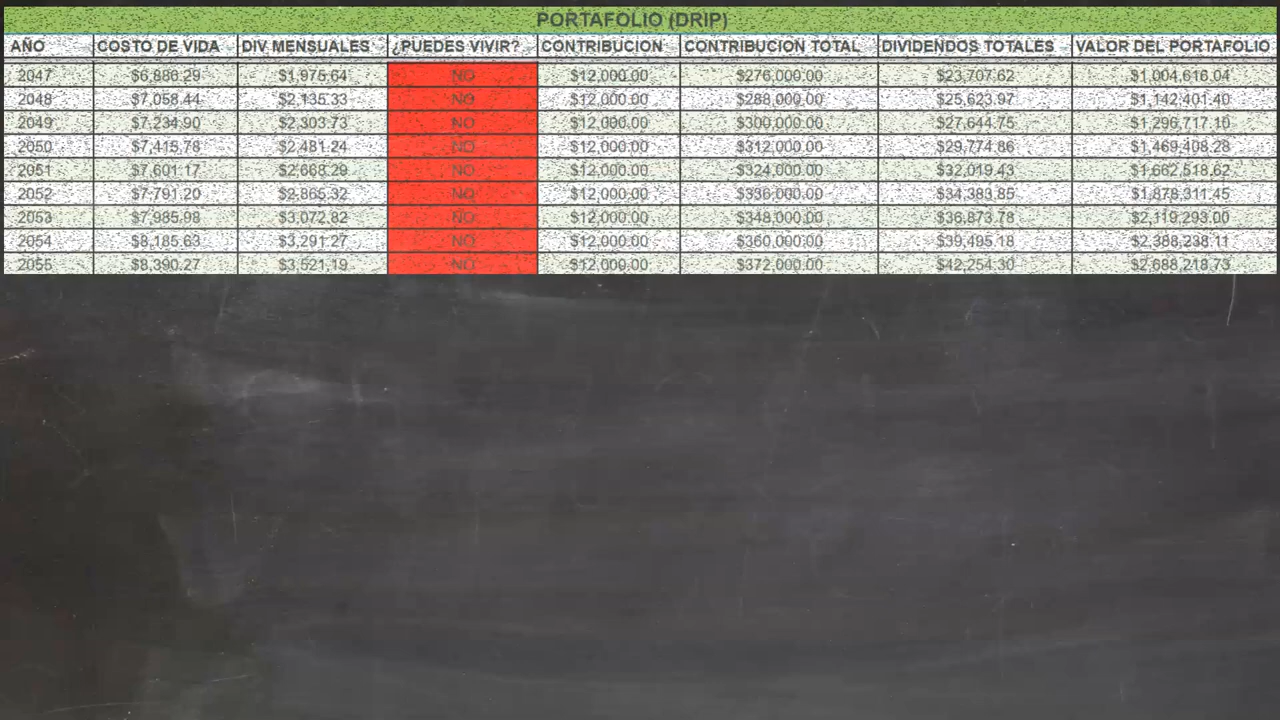 PORTAFOLIO (DRIP)
AÑO COSTO DE VIDA DIV MENSUALES ¿PUEDES VIVIR? CONTRIBUCION CONTRIBUCION TOTAL DIVIDENDOS TOTALES VALOR DEL PORTAFOLIO
2047 $6,886.29 $1,975.64 NO $12,000.00 $276,000.00 $23,707.62 $1,004,616.04
2048 $7,058.44 $2,135.33 NO $12,000.00 $288,000.00 $25,623.97 $1,142,401.40
2049 $7,234.90 $2,303.73 NO $12,000.00 $300,000.00 $27,644.75 $1,296,717.10
2050 $7,415.78 $2,481.24 NO $12,000.00 $312,000.00 $29,774.86 $1,469,408.28
2051 $7,601.17 $2,668.29 NO $12,000.00 $324,000.00 $32,019.43 $1,662,518.62
2052 $7,791.20 $2,865.32 NO $12,000.00 $336,000.00 $34,383.85 $1,878,311.45
2053 $7,985.98 $3,072.82 NO $12,000.00 $348,000.00 $36,873.78 $2,119,293.00
2054 $8,185.63 $3,291.27 NO $12,000.00 $360,000.00 $39,495.18 $2,388,238.11
2055 $8,390.27 $3,521.19 NO $12,000.00 $372,000.00 $42,254.30 $2,688,218.73